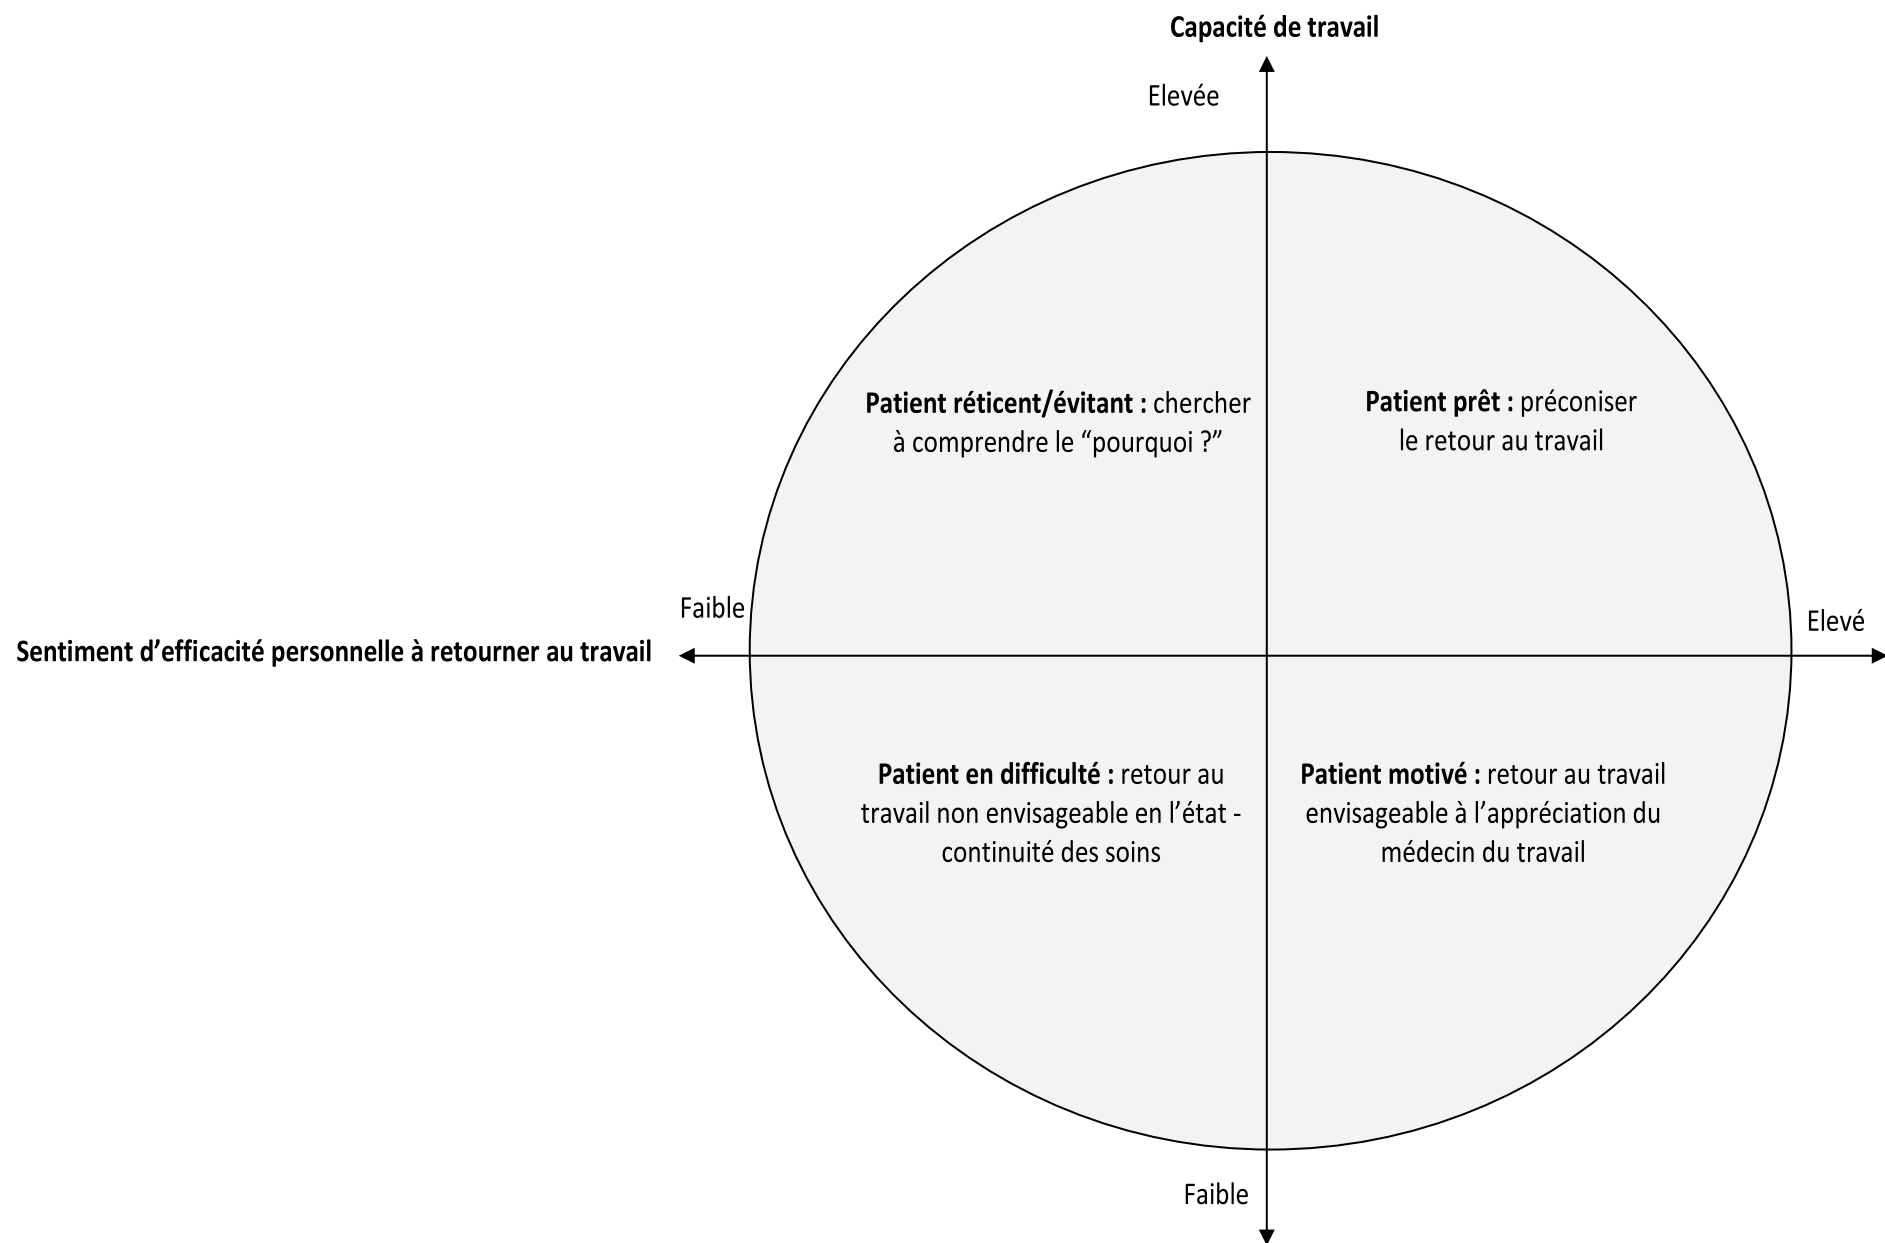 Capacité de travail
Elevée
Patient réticent/évitant : chercher
à comprendre le “pourquoi ?”
Patient prêt : préconiser
le retour au travail
Faible
Elevé
Sentiment d’efficacité personnelle à retourner au travail
Patient en difficulté : retour au
travail non envisageable en l’état -
continuité des soins
Patient motivé : retour au travail
envisageable à l’appréciation du
médecin du travail
Faible